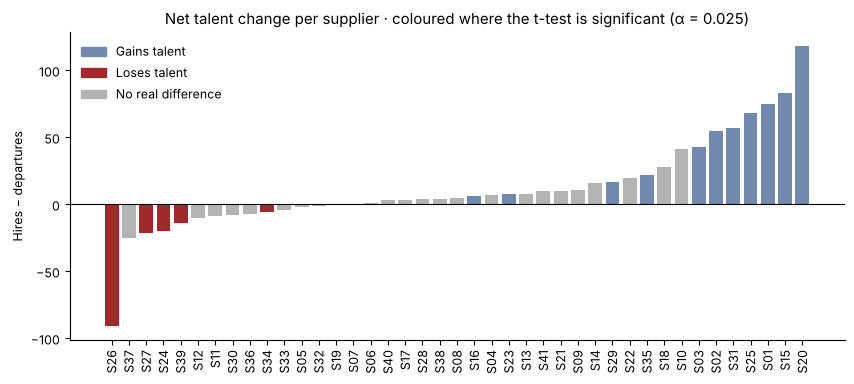 Net talent change per supplier · coloured where the t-test is significant (α = 0.025)
Gains talent
Loses talent
No real difference
Hires − departures
100
50
0
−50
−100
S26 S37 S27 S24 S39 S12 S11 S30 S36 S34 S33 S05 S32 S19 S07 S06 S40 S17 S28 S38 S08 S16 S04 S23 S13 S41 S21 S09 S14 S29 S22 S35 S18 S10 S03 S02 S31 S25 S01 S15 S20